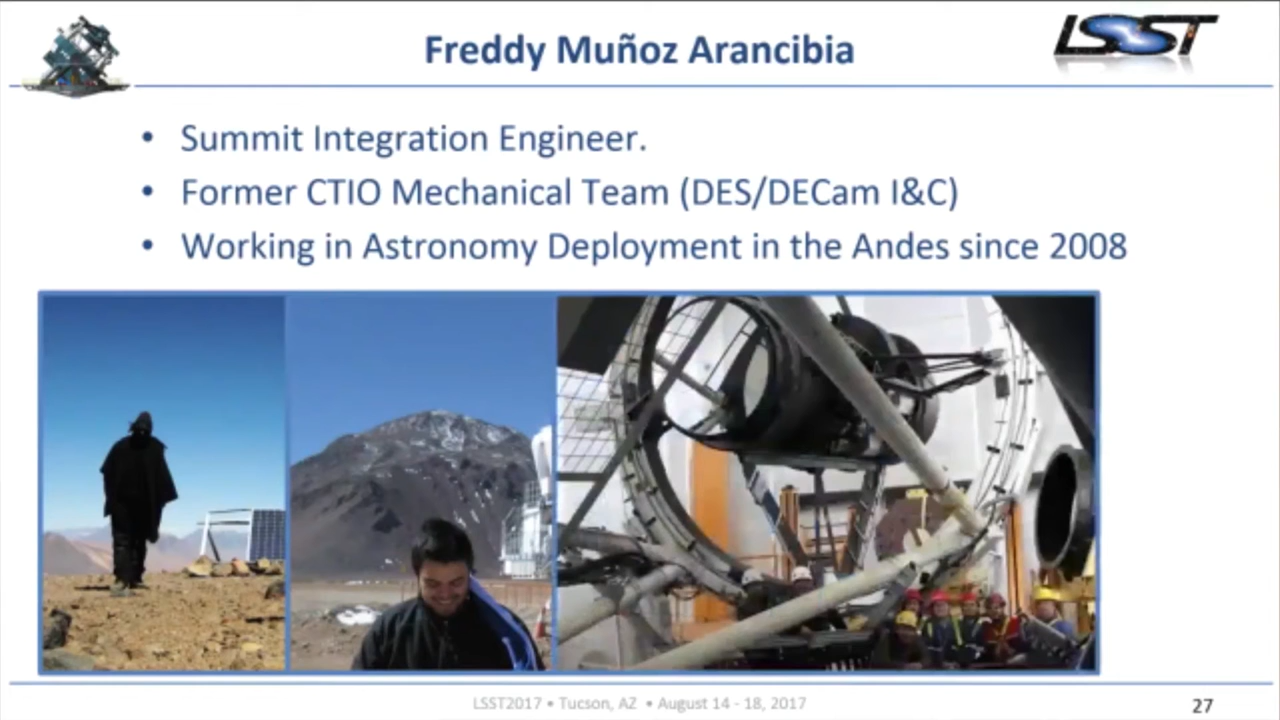 Freddy Muñoz Arancibia
LSST
• Summit Integration Engineer.
• Former CTIO Mechanical Team (DES/DECam I&C)
• Working in Astronomy Deployment in the Andes since 2008
LSST2017 • Tucson, AZ • August 14 - 18, 2017
27